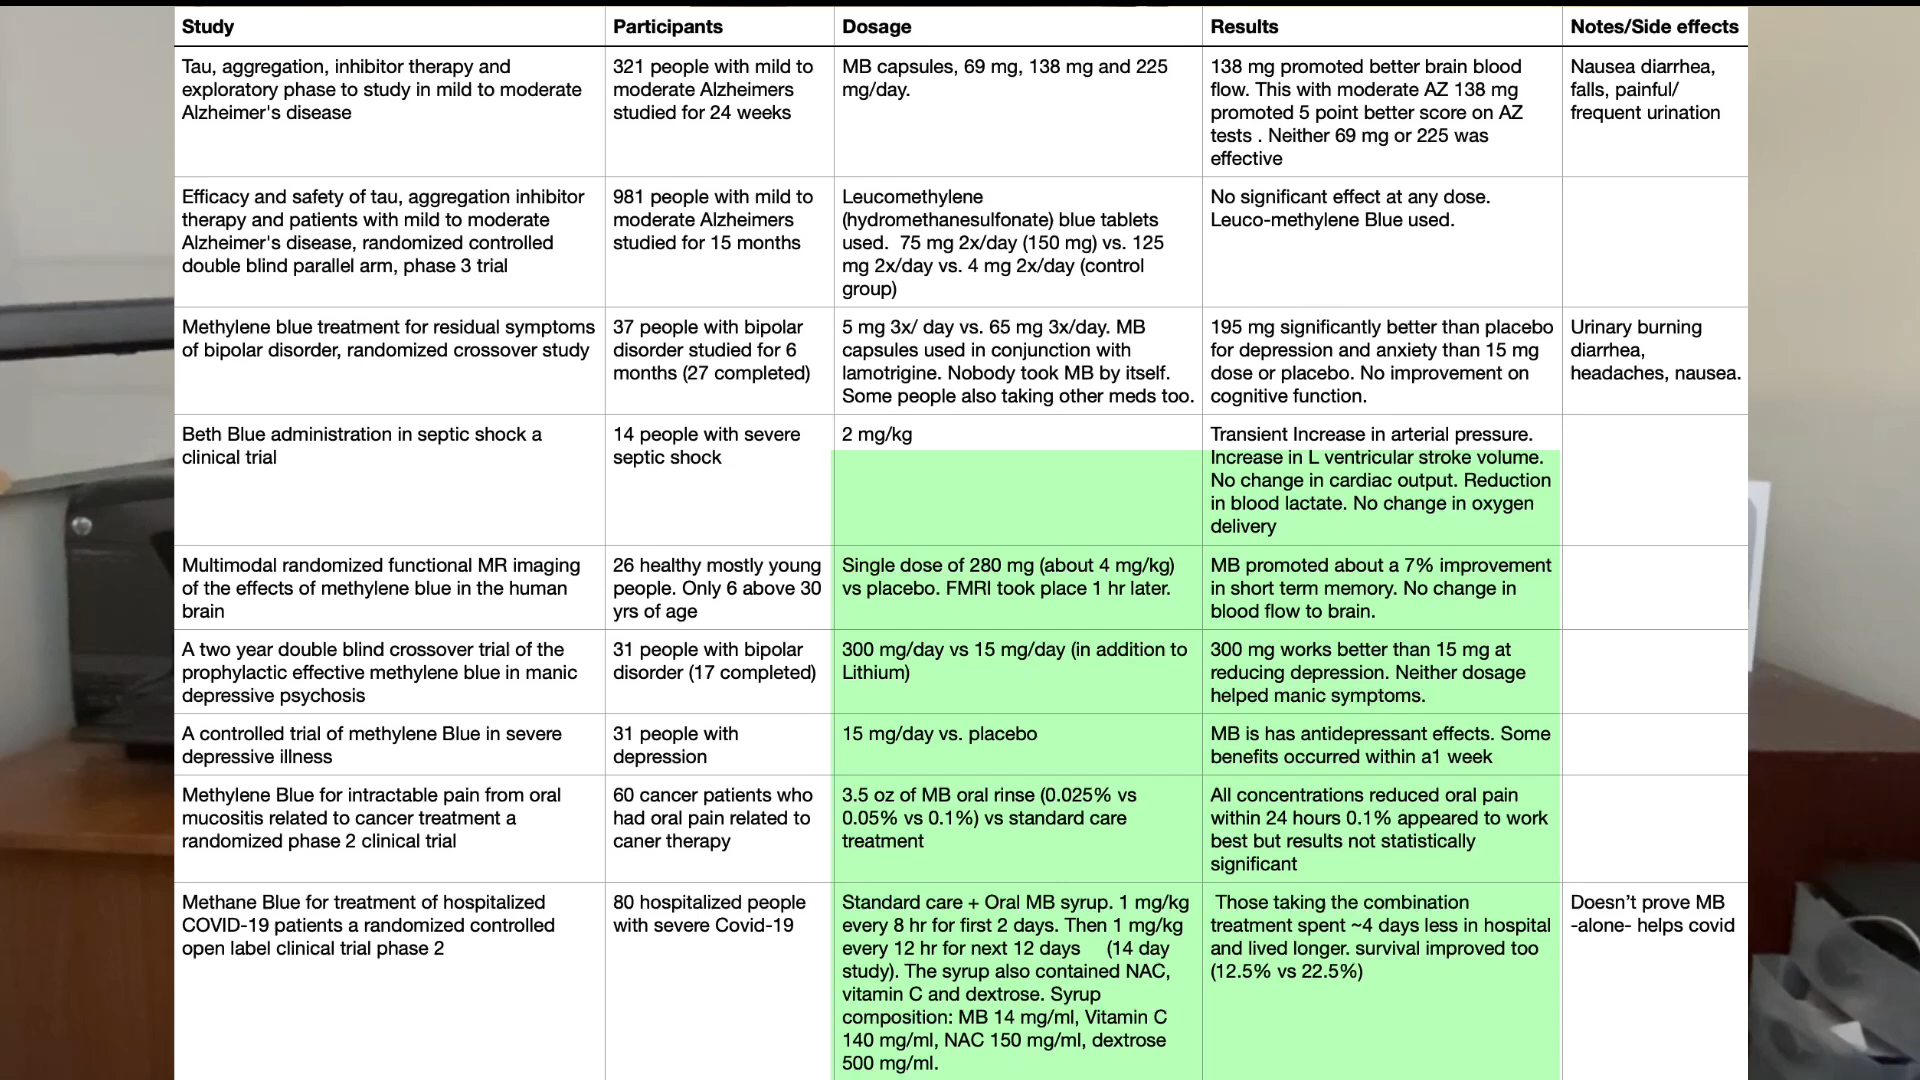 Study Participants Dosage Results Notes/Side effects
Tau, aggregation, inhibitor therapy and
exploratory phase to study in mild to moderate
Alzheimer's disease
321 people with mild to
moderate Alzheimers
studied for 24 weeks
MB capsules, 69 mg, 138 mg and 225
mg/day.
138 mg promoted better brain blood
flow. This with moderate AZ 138 mg
promoted 5 point better score on AZ
tests . Neither 69 mg or 225 was
effective
Nausea diarrhea,
falls, painful/
frequent urination
Efficacy and safety of tau, aggregation inhibitor
therapy and patients with mild to moderate
Alzheimer's disease, randomized controlled
double blind parallel arm, phase 3 trial
981 people with mild to
moderate Alzheimers
studied for 15 months
Leucomethylene
(hydromethanesulfonate) blue tablets
used.  75 mg 2x/day (150 mg) vs. 125
mg 2x/day vs. 4 mg 2x/day (control
group)
No significant effect at any dose.
Leuco-methylene Blue used.
Methylene blue treatment for residual symptoms
of bipolar disorder, randomized crossover study
37 people with bipolar
disorder studied for 6
months (27 completed)
5 mg 3x/ day vs. 65 mg 3x/day. MB
capsules used in conjunction with
lamotrigine. Nobody took MB by itself.
Some people also taking other meds too.
195 mg significantly better than placebo
for depression and anxiety than 15 mg
dose or placebo. No improvement on
cognitive function.
Urinary burning
diarrhea,
headaches, nausea.
Beth Blue administration in septic shock a
clinical trial
14 people with severe
septic shock
2 mg/kg
Transient Increase in arterial pressure.
Increase in L ventricular stroke volume.
No change in cardiac output. Reduction
in blood lactate. No change in oxygen
delivery
Multimodal randomized functional MR imaging
of the effects of methylene blue in the human
brain
26 healthy mostly young
people. Only 6 above 30
yrs of age
Single dose of 280 mg (about 4 mg/kg)
vs placebo. FMRI took place 1 hr later.
MB promoted about a 7% improvement
in short term memory. No change in
blood flow to brain.
A two year double blind crossover trial of the
prophylactic effective methylene blue in manic
depressive psychosis
31 people with bipolar
disorder (17 completed)
300 mg/day vs 15 mg/day (in addition to
Lithium)
300 mg works better than 15 mg at
reducing depression. Neither dosage
helped manic symptoms.
A controlled trial of methylene Blue in severe
depressive illness
31 people with
depression
15 mg/day vs. placebo
MB is has antidepressant effects. Some
benefits occurred within a1 week
Methylene Blue for intractable pain from oral
mucositis related to cancer treatment a
randomized phase 2 clinical trial
60 cancer patients who
had oral pain related to
caner therapy
3.5 oz of MB oral rinse (0.025% vs
0.05% vs 0.1%) vs standard care
treatment
All concentrations reduced oral pain
within 24 hours 0.1% appeared to work
best but results not statistically
significant
Methane Blue for treatment of hospitalized
COVID-19 patients a randomized controlled
open label clinical trial phase 2
80 hospitalized people
with severe Covid-19
Standard care + Oral MB syrup. 1 mg/kg
every 8 hr for first 2 days. Then 1 mg/kg
every 12 hr for next 12 days (14 day
study). The syrup also contained NAC,
vitamin C and dextrose. Syrup
composition: MB 14 mg/ml, Vitamin C
140 mg/ml, NAC 150 mg/ml, dextrose
500 mg/ml.
Those taking the combination
treatment spent ~4 days less in hospital
and lived longer. survival improved too
(12.5% vs 22.5%)
Doesn’t prove MB
-alone- helps covid